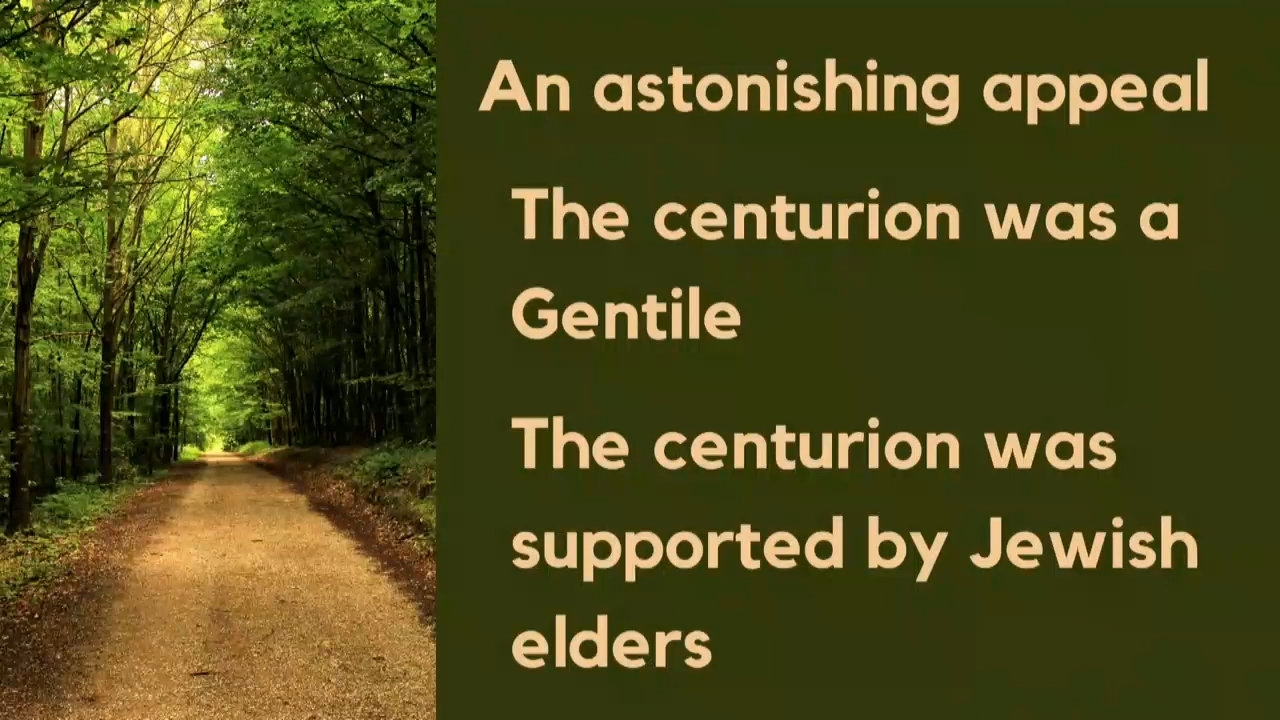 An astonishing appeal
The centurion was a
Gentile
The centurion was
supported by Jewish
elders